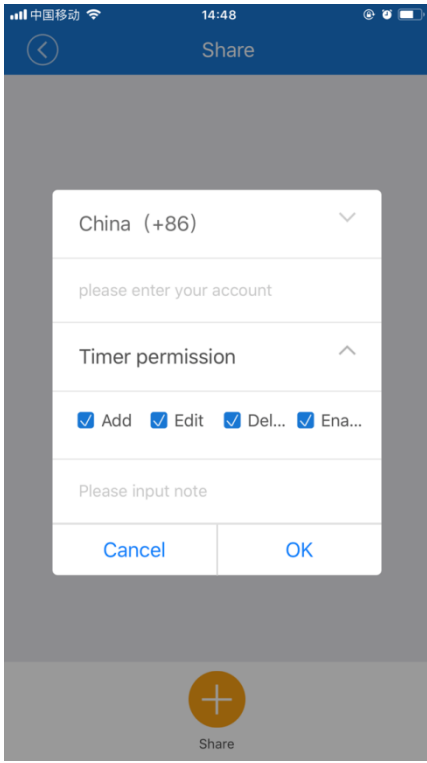 中国移动 14:48
Share
China（+86）
please enter your account
Timer permission
Add Edit Del... Ena...
Please input note
Cancel OK
Share